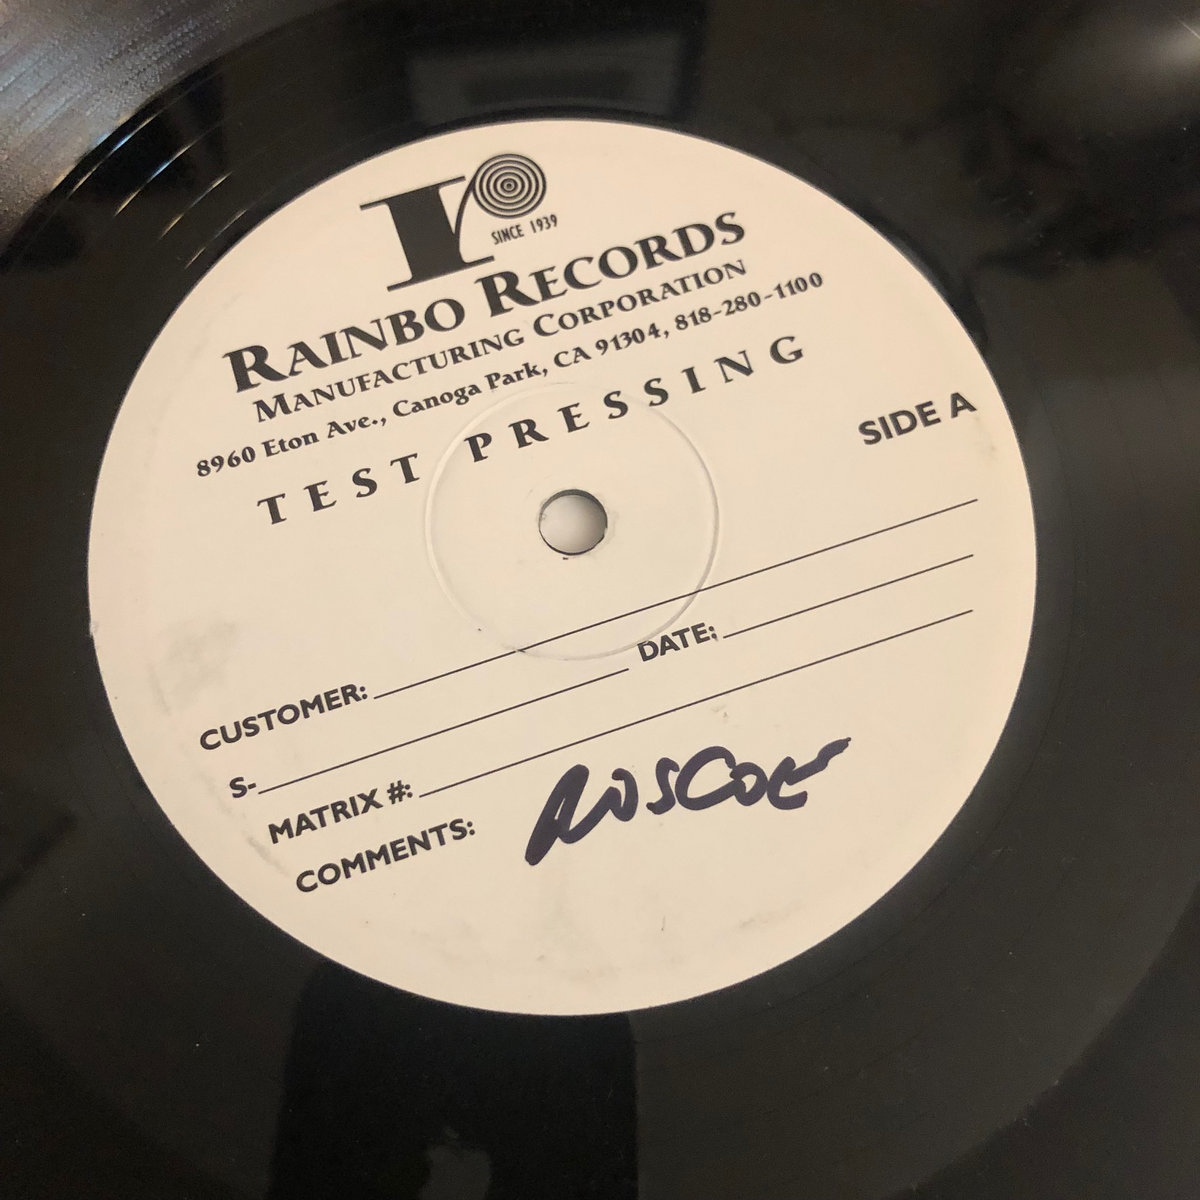 r
SINCE 1939
RAINBO RECORDS
MANUFACTURING CORPORATION
8960 Eton Ave., Canoga Park, CA 91304, 818-280-1100
TEST PRESSING
SIDE A
CUSTOMER:
S- DATE:
MATRIX #:
COMMENTS: ROSCOE